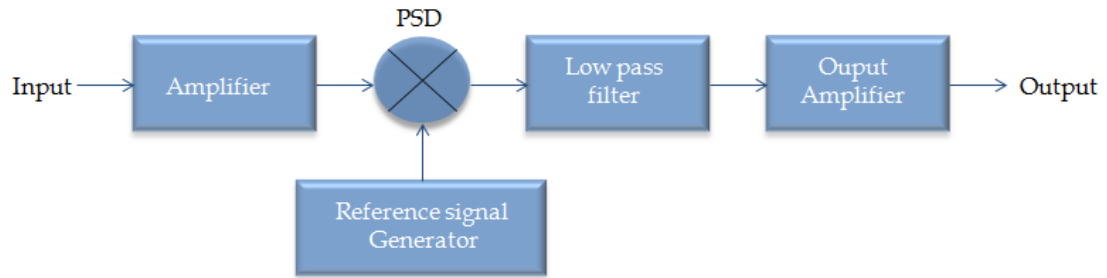 PSD
Input
Amplifier
Low pass
filter
Ouput
Amplifier
Output
Reference signal
Generator